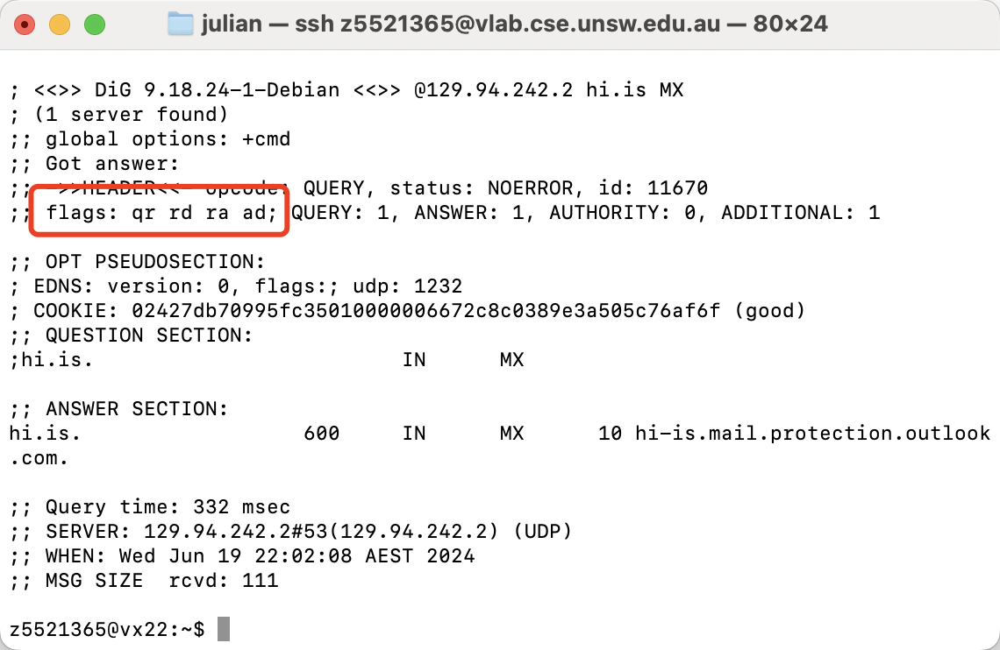 julian — ssh z5521365@vlab.cse.unsw.edu.au — 80×24
; <<>> DiG 9.18.24-1-Debian <<>> @129.94.242.2 hi.is MX
; (1 server found)
;; global options: +cmd
;; Got answer:
;; ->>HEADER<<- opcode: QUERY, status: NOERROR, id: 11670
;; flags: qr rd ra ad; QUERY: 1, ANSWER: 1, AUTHORITY: 0, ADDITIONAL: 1
;; OPT PSEUDOSECTION:
; EDNS: version: 0, flags:; udp: 1232
; COOKIE: 02427db70995fc35010000006672c8c0389e3a505c76af6f (good)
;; QUESTION SECTION:
;hi.is. IN MX
;; ANSWER SECTION:
hi.is. 600 IN MX 10 hi-is.mail.protection.outlook
.com.
;; Query time: 332 msec
;; SERVER: 129.94.242.2#53(129.94.242.2) (UDP)
;; WHEN: Wed Jun 19 22:02:08 AEST 2024
;; MSG SIZE  rcvd: 111
z5521365@vx22:~$